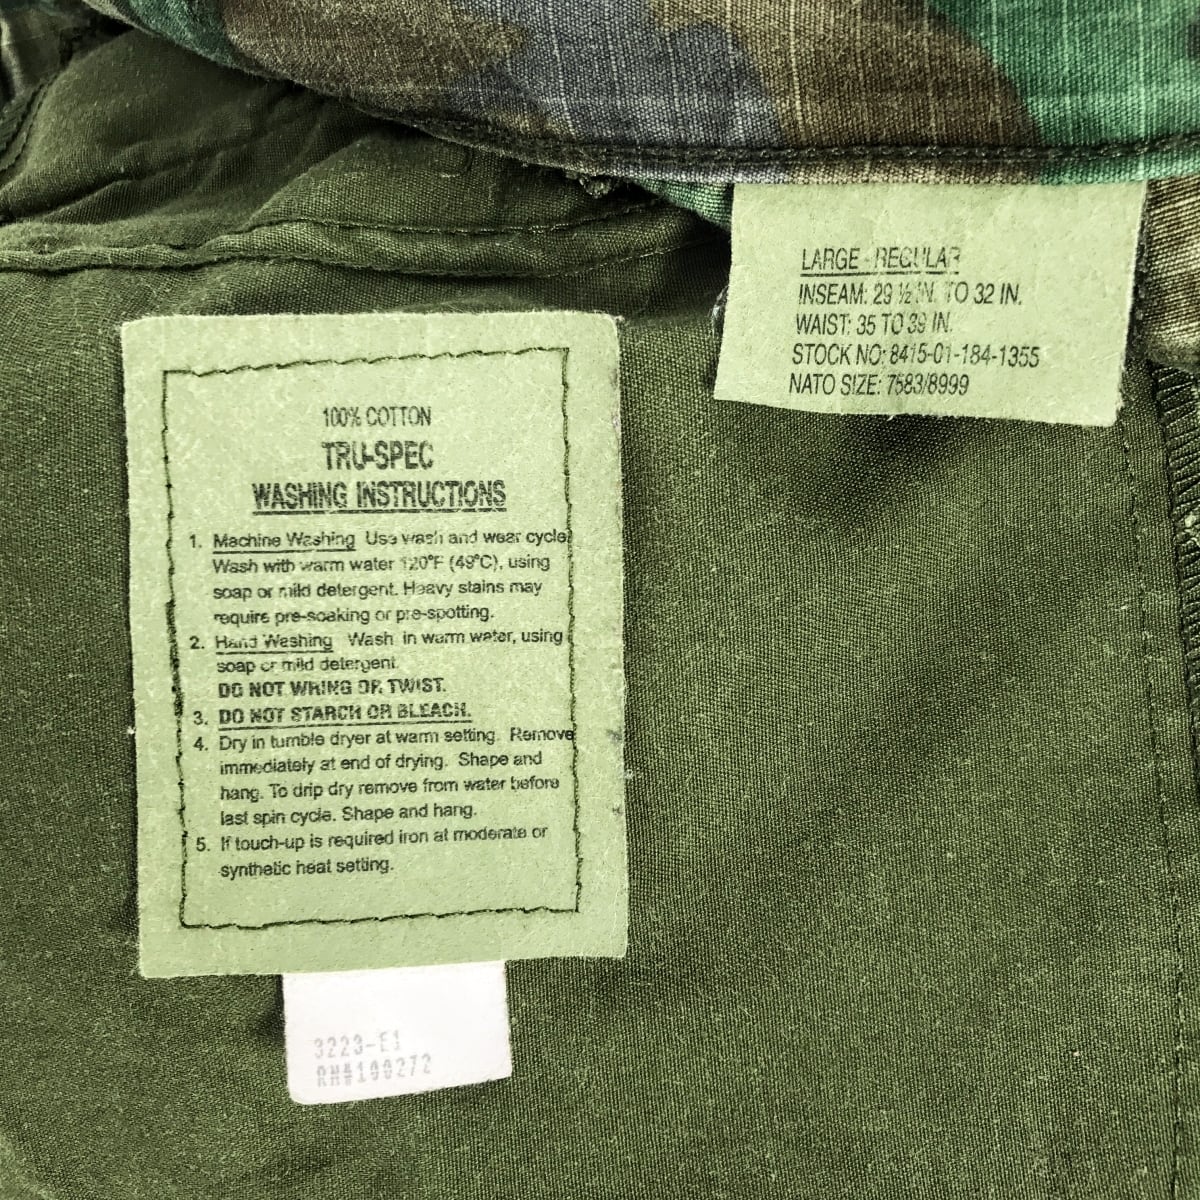 LARGE - REGULAR
INSEAM: 29 ½ IN. TO 32 IN.
WAIST: 35 TO 39 IN.
STOCK NO: 8415-01-184-1355
NATO SIZE: 7583/8999
100% COTTON
TRU-SPEC
WASHING INSTRUCTIONS
1. Machine Washing Use wash and wear cycle
Wash with warm water 120°F (49°C), using
soap or mild detergent. Heavy stains may
require pre-soaking or pre-spotting.
2. Hand Washing Wash in warm water, using
soap or mild detergent.
DO NOT WRING OR TWIST.
3. DO NOT STARCH OR BLEACH.
4. Dry in tumble dryer at warm setting. Remove
immediately at end of drying. Shape and
hang. To drip dry remove from water before
last spin cycle. Shape and hang.
5. If touch-up is required iron at moderate or
synthetic heat setting.
3223-E1
RN#100272